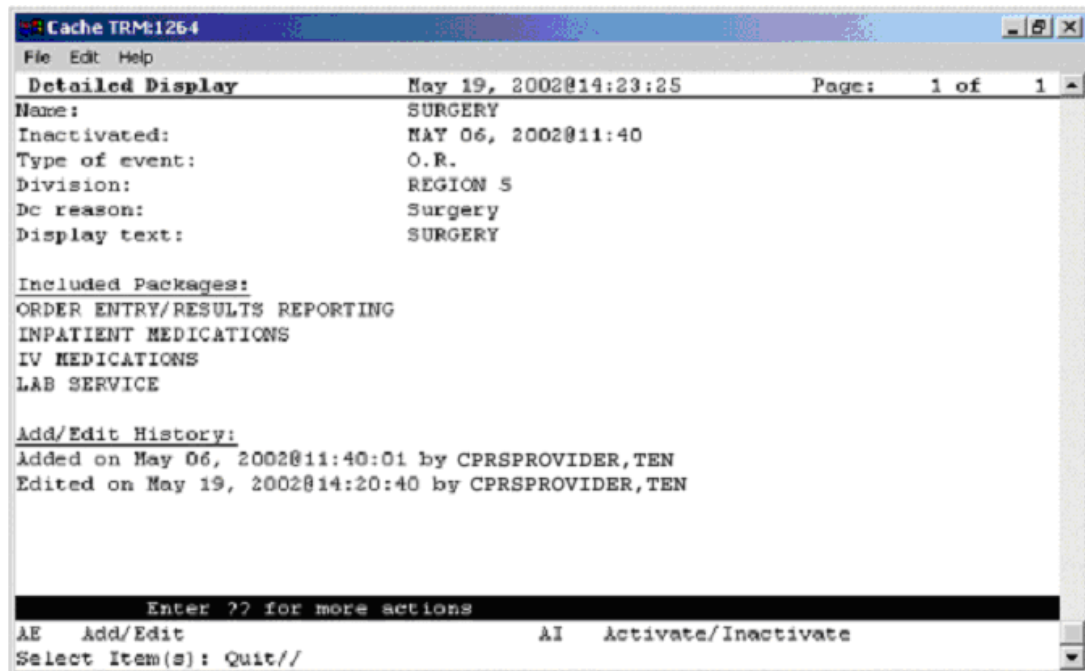 Cache TRM:1264
File Edit Help
Detailed Display May 19, 2002@14:23:25 Page: 1 of 1
Name: SURGERY
Inactivated: MAY 06, 2002@11:40
Type of event: O.R.
Division: REGION 5
Dc reason: Surgery
Display text: SURGERY
Included Packages:
ORDER ENTRY/RESULTS REPORTING
INPATIENT MEDICATIONS
IV MEDICATIONS
LAB SERVICE
Add/Edit History:
Added on May 06, 2002@11:40:01 by CPRSPROVIDER,TEN
Edited on May 19, 2002@14:20:40 by CPRSPROVIDER,TEN
Enter ?? for more actions
AE Add/Edit AI Activate/Inactivate
Select Item(s): Quit//